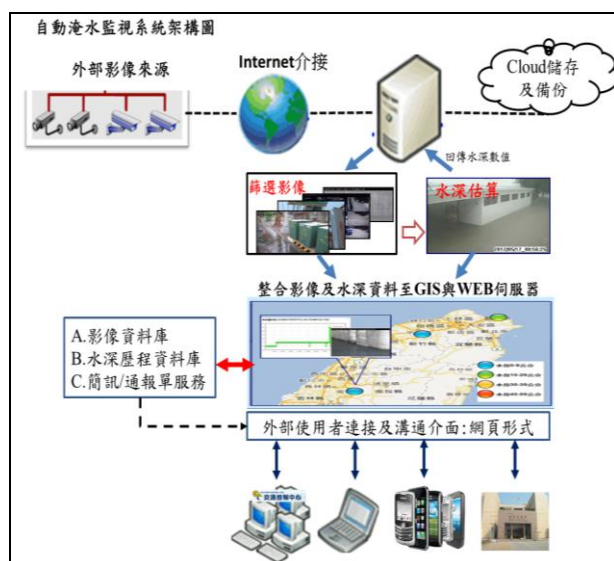 自動淹水監視系統架構圖
外部影像來源
Internet介接
Cloud儲存
及備份
回傳水深數值
篩選影像
水深估算
整合影像及水深資料至GIS與WEB伺服器
A.影像資料庫
B.水深歷程資料庫
C.簡訊/通報單服務
外部使用者連接及溝通介面:網頁形式